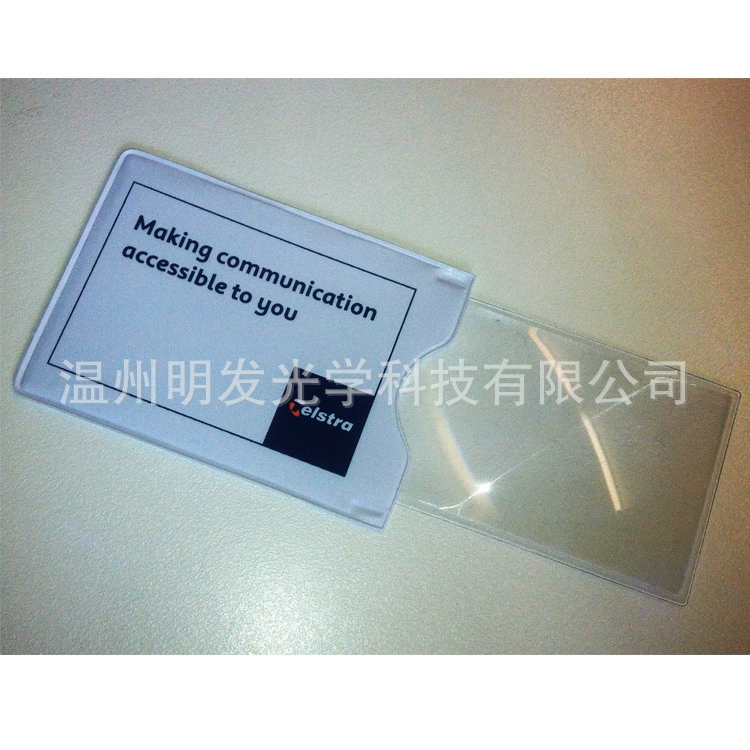 Making communication
accessible to you
温州明发光学科技有限公司
Telstra